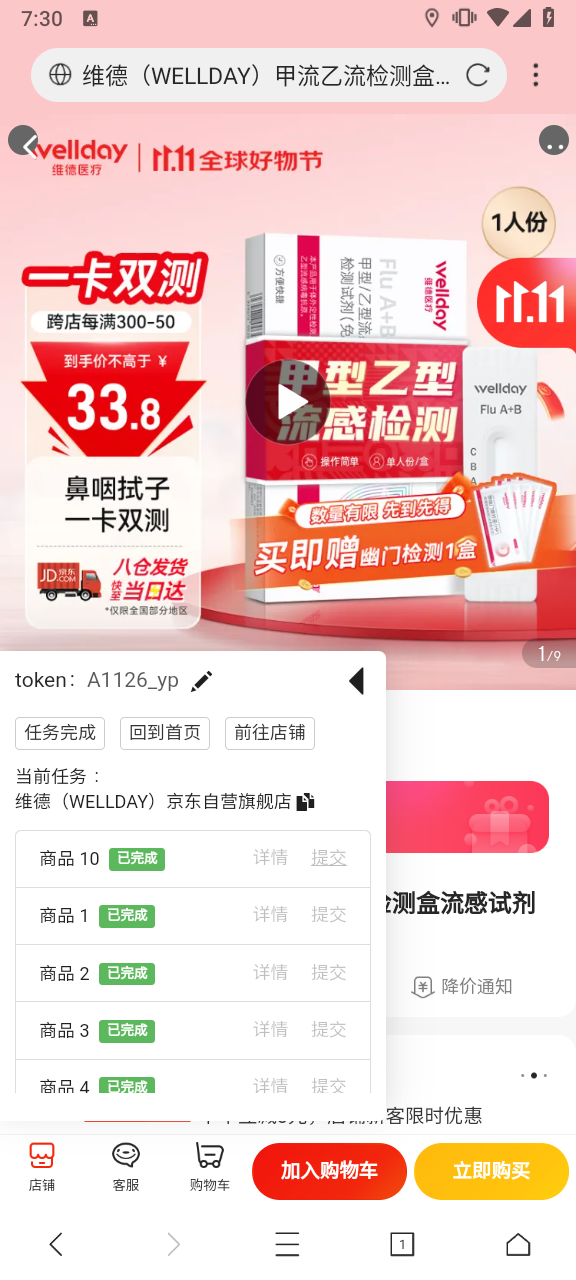 7:30
A
维德（WELLDAY）甲流乙流检测盒...
wellday
维德医疗
11.11全球好物节
1人份
一卡双测
跨店每满300-50
到手价不高于 ¥
33.8
鼻咽拭子
一卡双测
JD京东
JD.COM
八仓发货
快至 当日达
*仅限全国部分地区
方便快捷
甲型/乙型流
检测试剂(免
Flu A+B
wellday
维德医疗
11.11
甲型乙型
流感检测
操作简单
单人份/盒
wellday
Flu A+B
C
B
A
数量有限 先到先得
买即赠幽门检测1盒
1/9
token: A1126_yp
任务完成
回到首页
前往店铺
当前任务：
维德（WELLDAY）京东自营旗舰店
商品 10 已完成 详情 提交
商品 1 已完成 详情 提交
商品 2 已完成 详情 提交
商品 3 已完成 详情 提交
商品 4 已完成 详情 提交
检测盒流感试剂
降价通知
客限时优惠
店铺
客服
购物车
加入购物车
立即购买
1